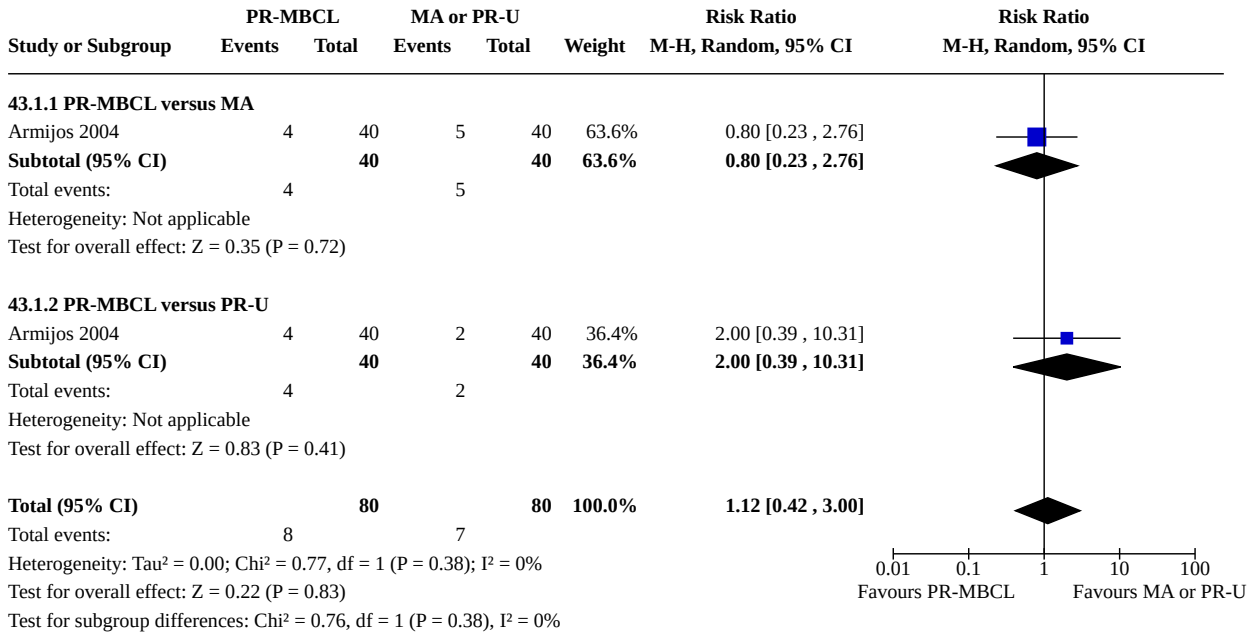 PR-MBCL MA or PR-U Risk Ratio Risk Ratio
Study or Subgroup Events Total Events Total Weight M-H, Random, 95% CI M-H, Random, 95% CI
43.1.1 PR-MBCL versus MA
Armijos 2004 4 40 5 40 63.6% 0.80 [0.23 , 2.76]
Subtotal (95% CI) 40 40 63.6% 0.80 [0.23 , 2.76]
Total events: 4 5
Heterogeneity: Not applicable
Test for overall effect: Z = 0.35 (P = 0.72)
43.1.2 PR-MBCL versus PR-U
Armijos 2004 4 40 2 40 36.4% 2.00 [0.39 , 10.31]
Subtotal (95% CI) 40 40 36.4% 2.00 [0.39 , 10.31]
Total events: 4 2
Heterogeneity: Not applicable
Test for overall effect: Z = 0.83 (P = 0.41)
Total (95% CI) 80 80 100.0% 1.12 [0.42 , 3.00]
Total events: 8 7
Heterogeneity: Tau² = 0.00; Chi² = 0.77, df = 1 (P = 0.38); I² = 0%
0.01 0.1 1 10 100
Test for overall effect: Z = 0.22 (P = 0.83) Favours PR-MBCL Favours MA or PR-U
Test for subgroup differences: Chi² = 0.76, df = 1 (P = 0.38), I² = 0%